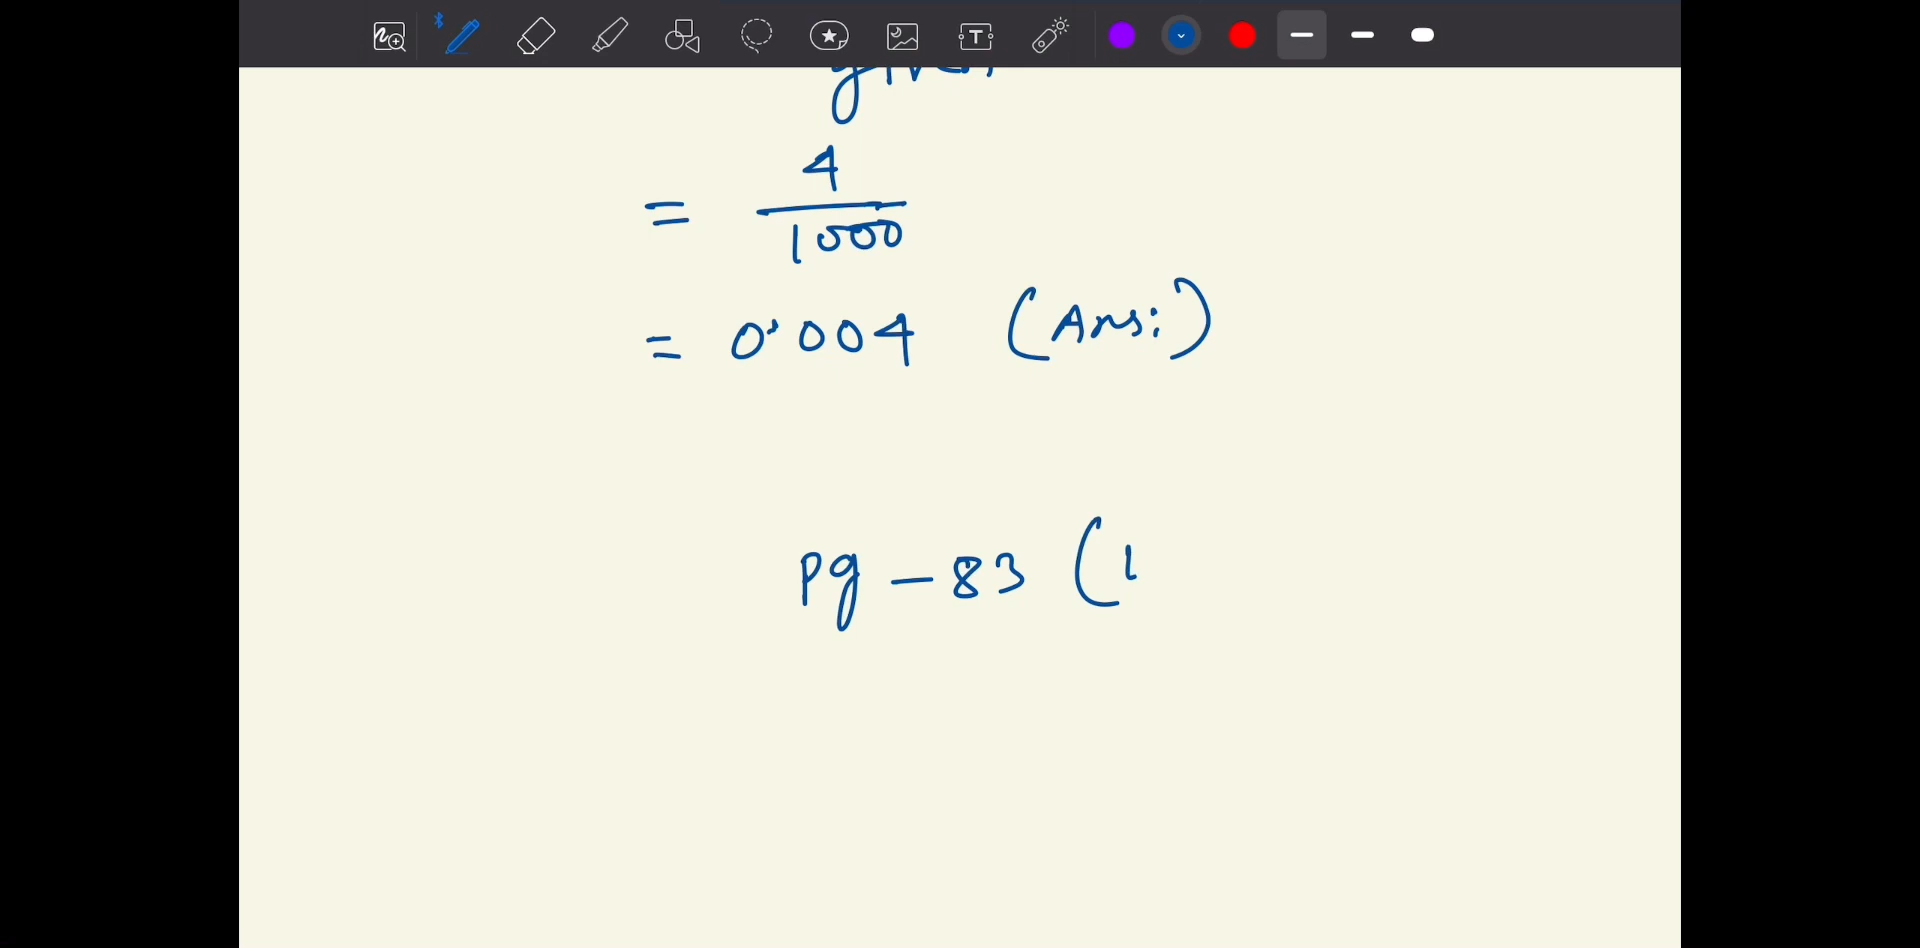 = 4/1000
= 0.004 (Ans:)
Pg - 83 (1